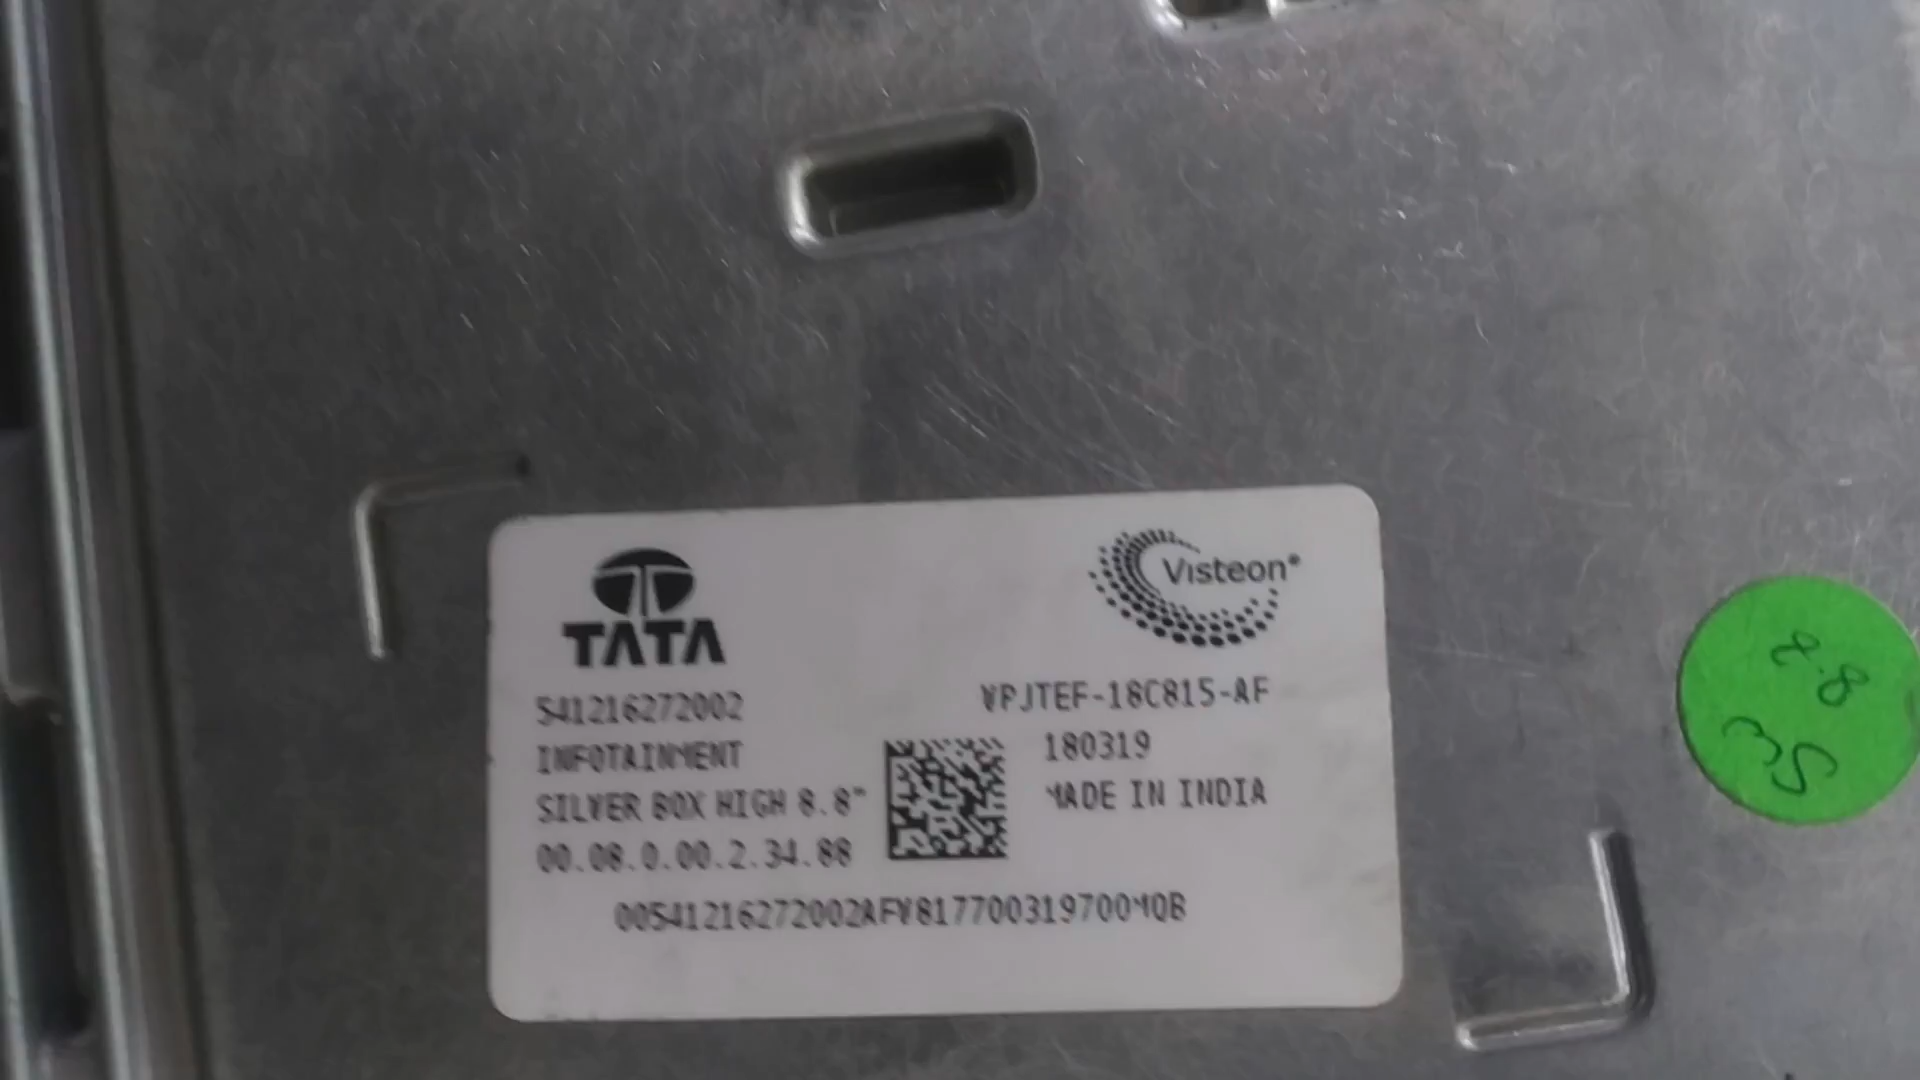 TATA
Visteon®
541216272002
VPJTEF-18C815-AF
INFOTAINMENT
180319
SILVER BOX HIGH 8.8"
MADE IN INDIA
00.08.0.00.2.34.88
00541216272002AFV817700319700MQB
8.8